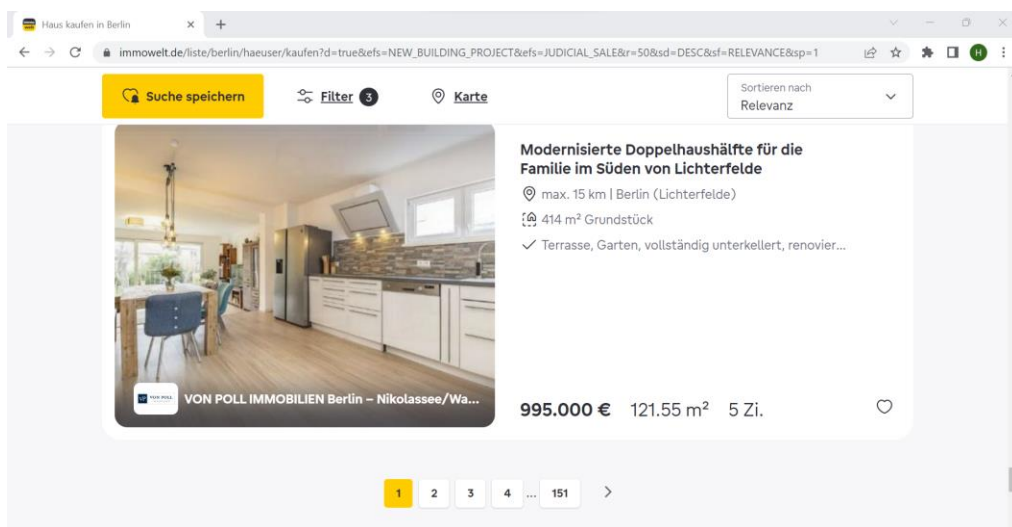 Haus kaufen in Berlin
immowelt.de/liste/berlin/haeuser/kaufen?d=true&efs=NEW_BUILDING_PROJECT&efs=JUDICIAL_SALE&r=50&sd=DESC&sf=RELEVANCE&sp=1
H
Suche speichern
Filter 3
Karte
Sortieren nach
Relevanz
Modernisierte Doppelhaushälfte für die
Familie im Süden von Lichterfelde
max. 15 km | Berlin (Lichterfelde)
414 m² Grundstück
Terrasse, Garten, vollständig unterkellert, renovier...
VON POLL
VON POLL IMMOBILIEN Berlin – Nikolassee/Wa...
995.000 € 121.55 m² 5 Zi.
1 2 3 4 ... 151 >